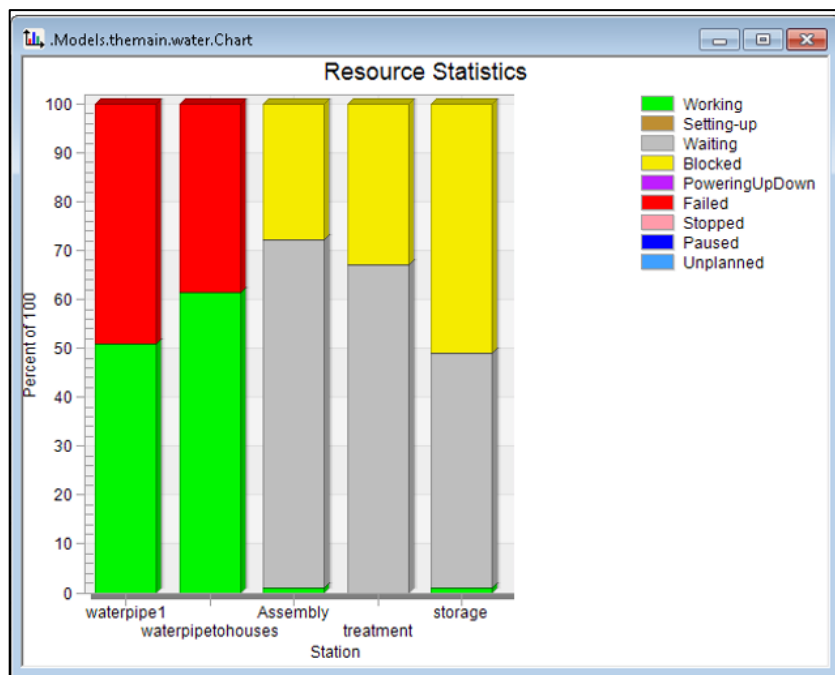 .Models.themain.water.Chart
Resource Statistics
100
90
80
70
60
50
40
30
20
10
0
Percent of 100
waterpipe1
waterpipetohouses
Assembly
treatment
storage
Station
Working
Setting-up
Waiting
Blocked
PoweringUpDown
Failed
Stopped
Paused
Unplanned